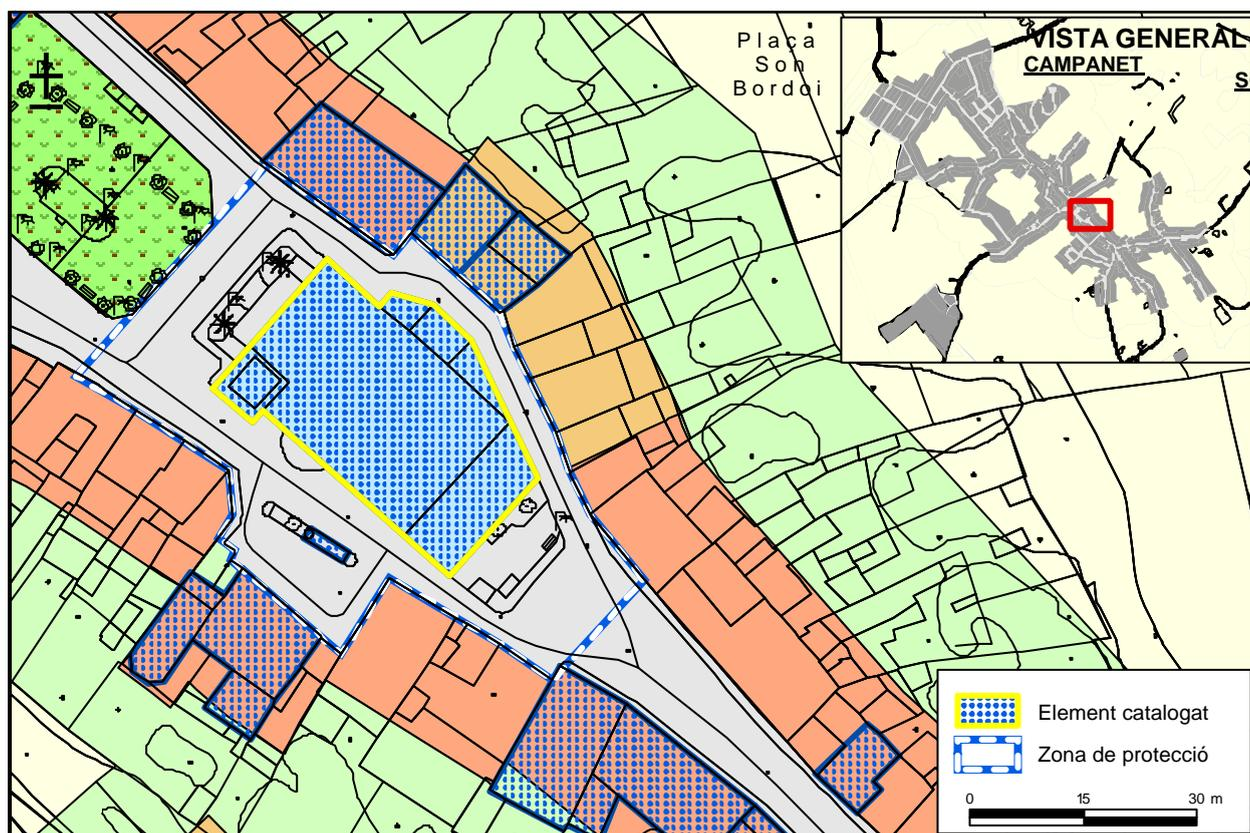 Plaça
Son
Bordoi
VISTA GENERAL
CAMPANET
S
Element catalogat
Zona de protecció
0 15 30 m